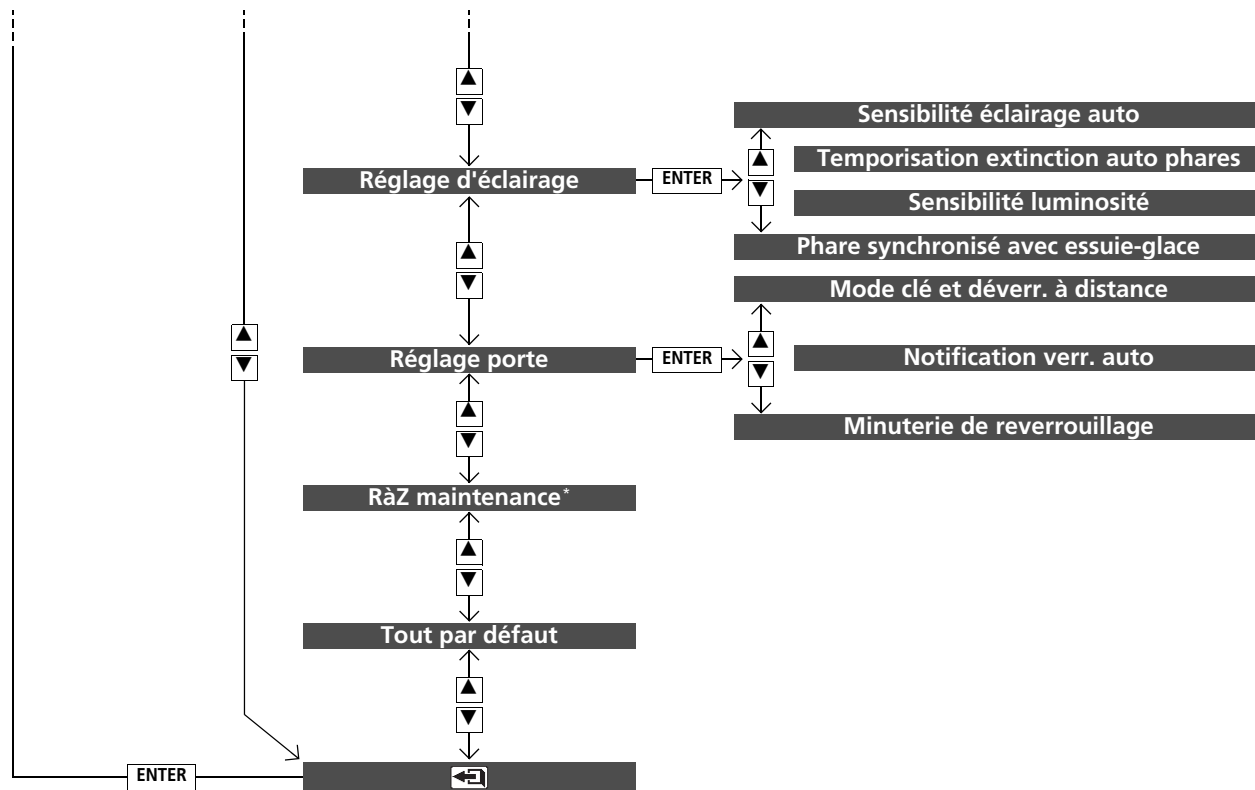 Sensibilité éclairage auto
Réglage d'éclairage
ENTER
Temporisation extinction auto phares
Sensibilité luminosité
Phare synchronisé avec essuie-glace
Mode clé et déverr. à distance
Réglage porte
ENTER
Notification verr. auto
Minuterie de reverrouillage
RàZ maintenance*
Tout par défaut
ENTER